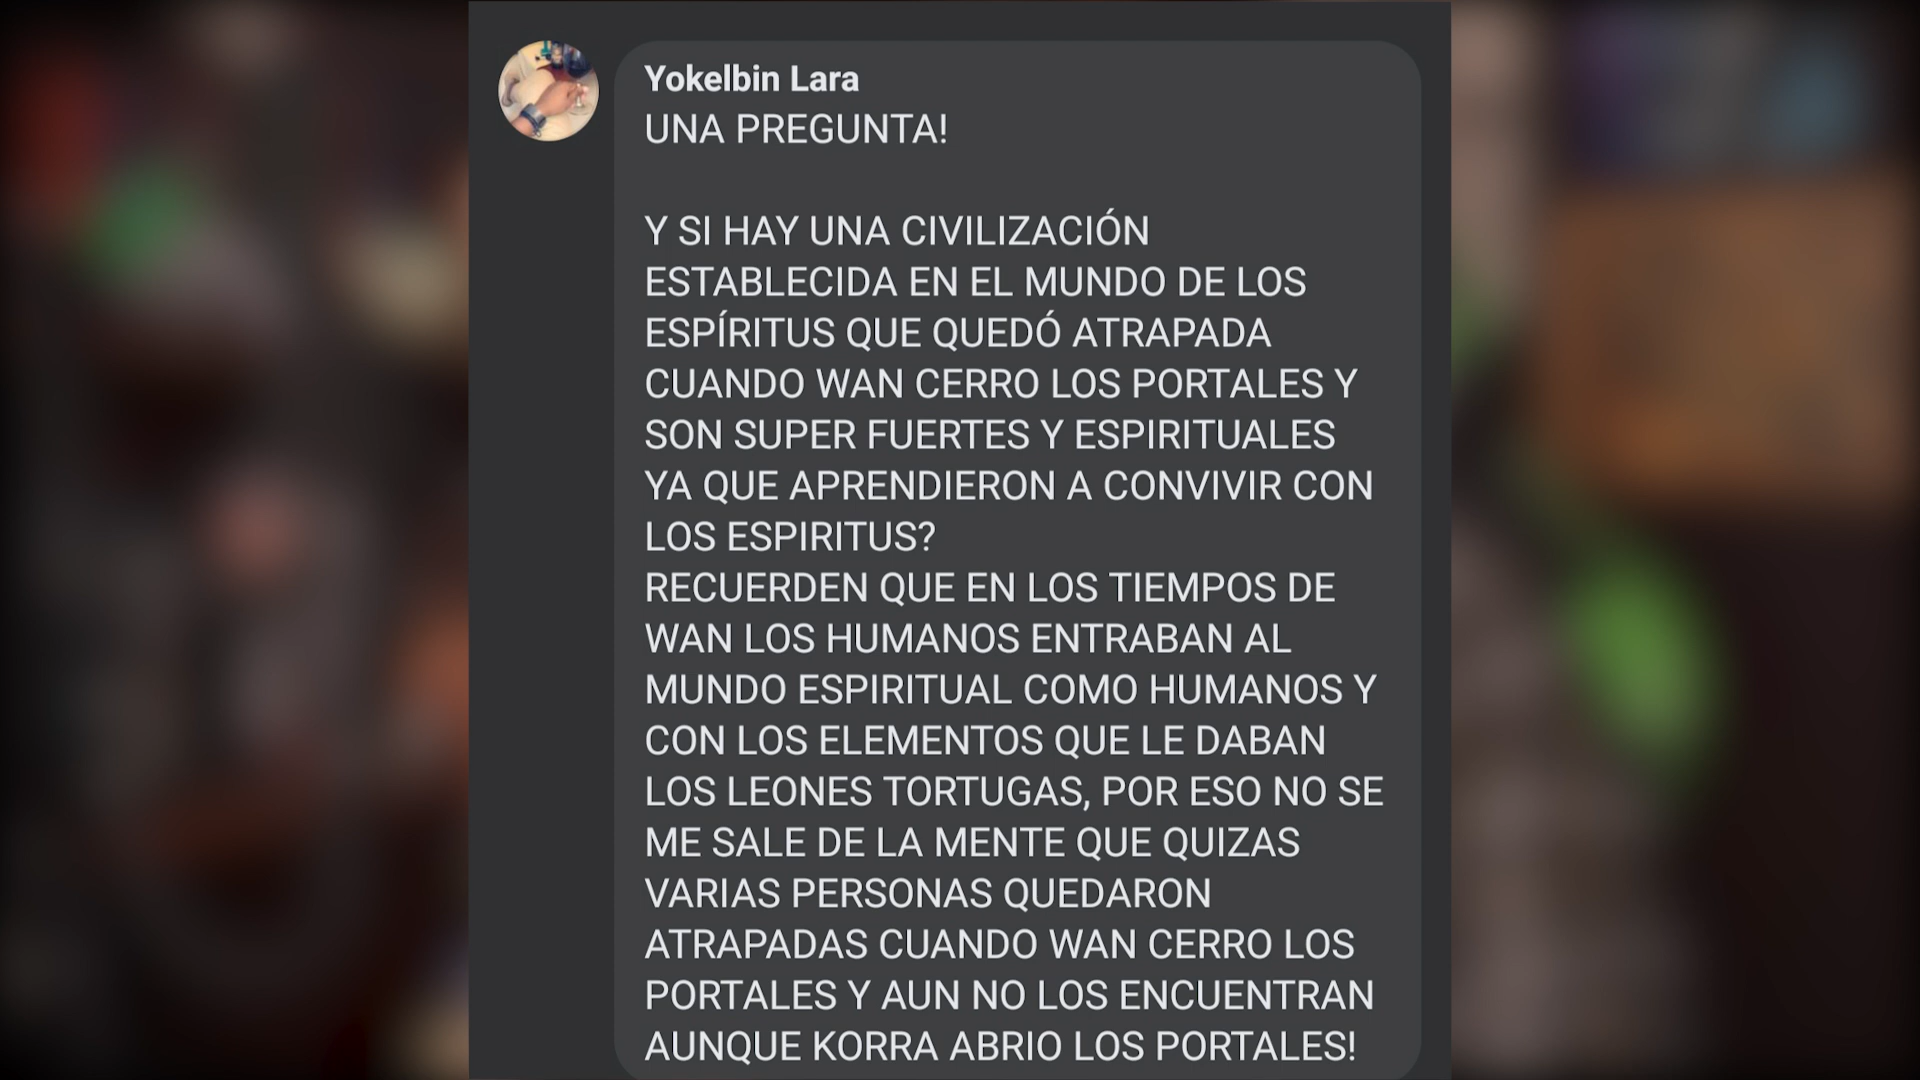 Yokelbin Lara
UNA PREGUNTA!
Y SI HAY UNA CIVILIZACIÓN
ESTABLECIDA EN EL MUNDO DE LOS
ESPÍRITUS QUE QUEDÓ ATRAPADA
CUANDO WAN CERRO LOS PORTALES Y
SON SUPER FUERTES Y ESPIRITUALES
YA QUE APRENDIERON A CONVIVIR CON
LOS ESPIRITUS?
RECUERDEN QUE EN LOS TIEMPOS DE
WAN LOS HUMANOS ENTRABAN AL
MUNDO ESPIRITUAL COMO HUMANOS Y
CON LOS ELEMENTOS QUE LE DABAN
LOS LEONES TORTUGAS, POR ESO NO SE
ME SALE DE LA MENTE QUE QUIZAS
VARIAS PERSONAS QUEDARON
ATRAPADAS CUANDO WAN CERRO LOS
PORTALES Y AUN NO LOS ENCUENTRAN
AUNQUE KORRA ABRIO LOS PORTALES!